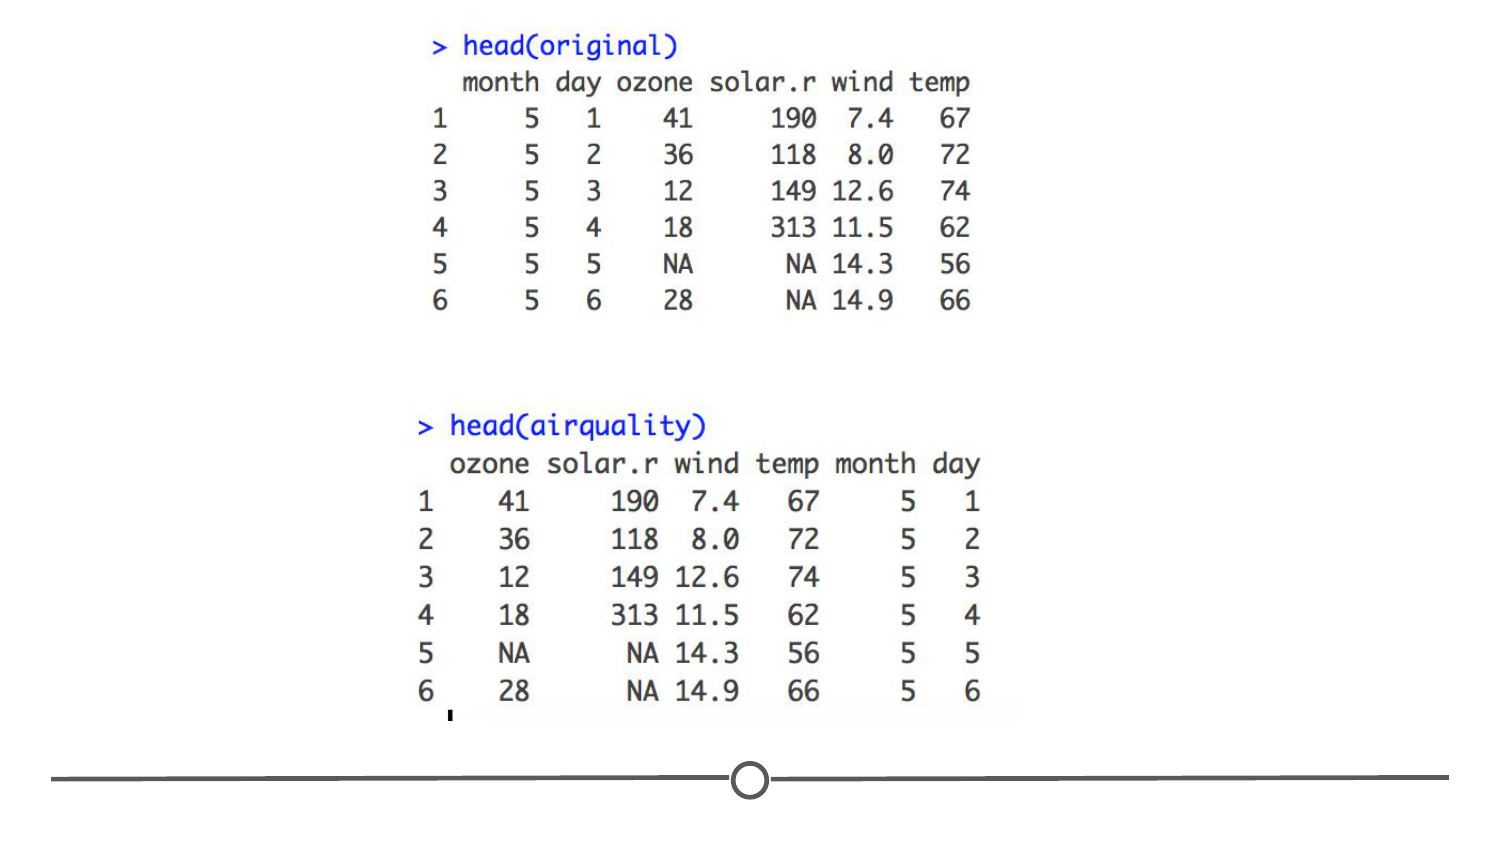 > head(original)
month day ozone solar.r wind temp
1 5 1 41 190 7.4 67
2 5 2 36 118 8.0 72
3 5 3 12 149 12.6 74
4 5 4 18 313 11.5 62
5 5 5 NA NA 14.3 56
6 5 6 28 NA 14.9 66
> head(airquality)
ozone solar.r wind temp month day
1 41 190 7.4 67 5 1
2 36 118 8.0 72 5 2
3 12 149 12.6 74 5 3
4 18 313 11.5 62 5 4
5 NA NA 14.3 56 5 5
6 28 NA 14.9 66 5 6